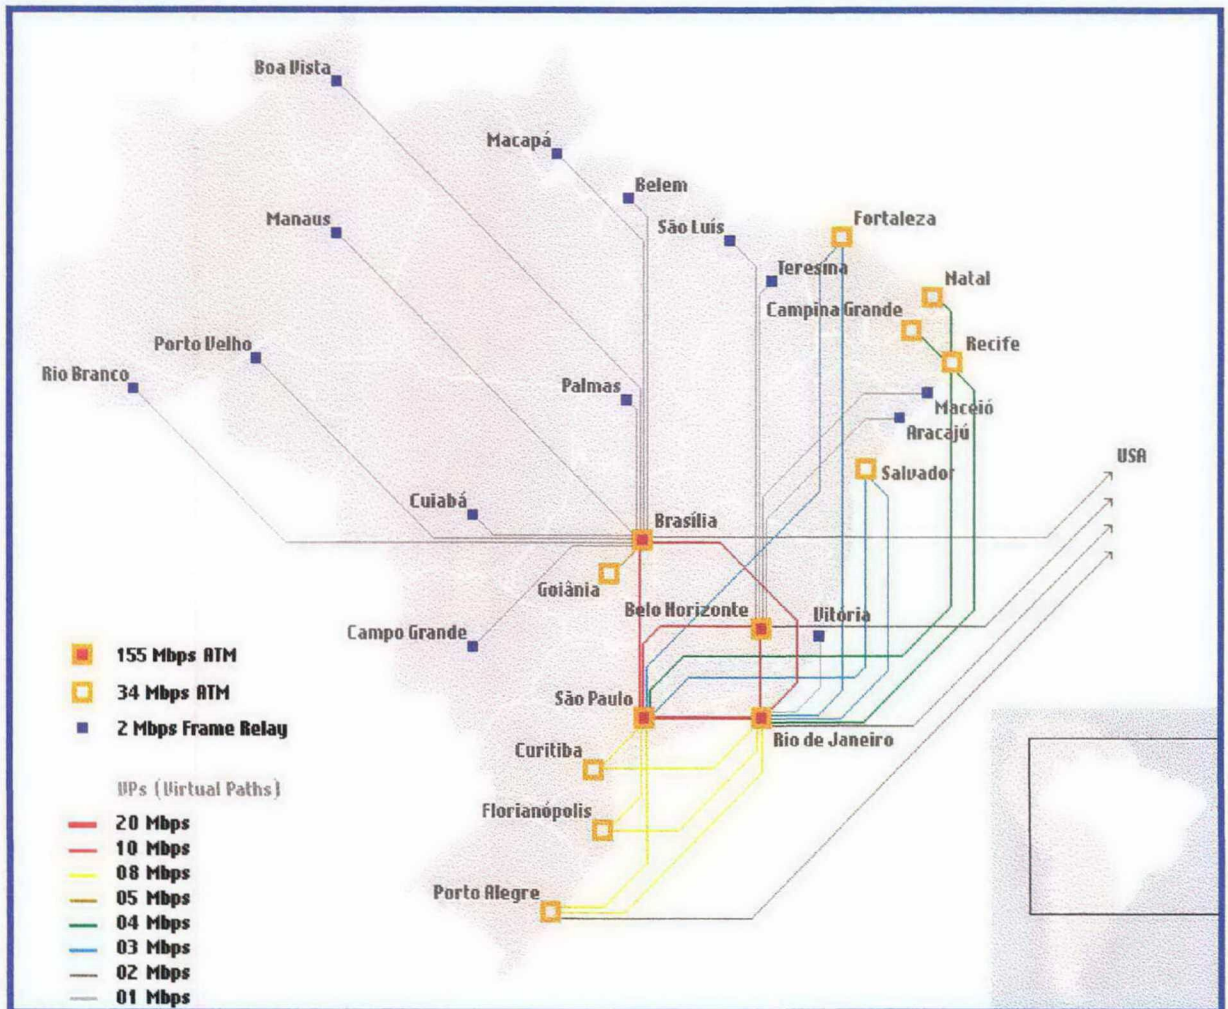 Boa Vista
Macapá
Belem
Manaus
São Luís
Fortaleza
Teresina
Natal
Campina Grande
Recife
Porto Velho
Rio Branco
Palmas
Maceió
Aracajú
USA
Salvador
Cuiabá
Brasília
Goiânia
Belo Horizonte
Vitória
Campo Grande
155 Mbps ATM
34 Mbps ATM
São Paulo
2 Mbps Frame Relay
Rio de Janeiro
Curitiba
VPs (Virtual Paths)
Florianópolis
20 Mbps
10 Mbps
08 Mbps
Porto Alegre
05 Mbps
04 Mbps
03 Mbps
02 Mbps
01 Mbps